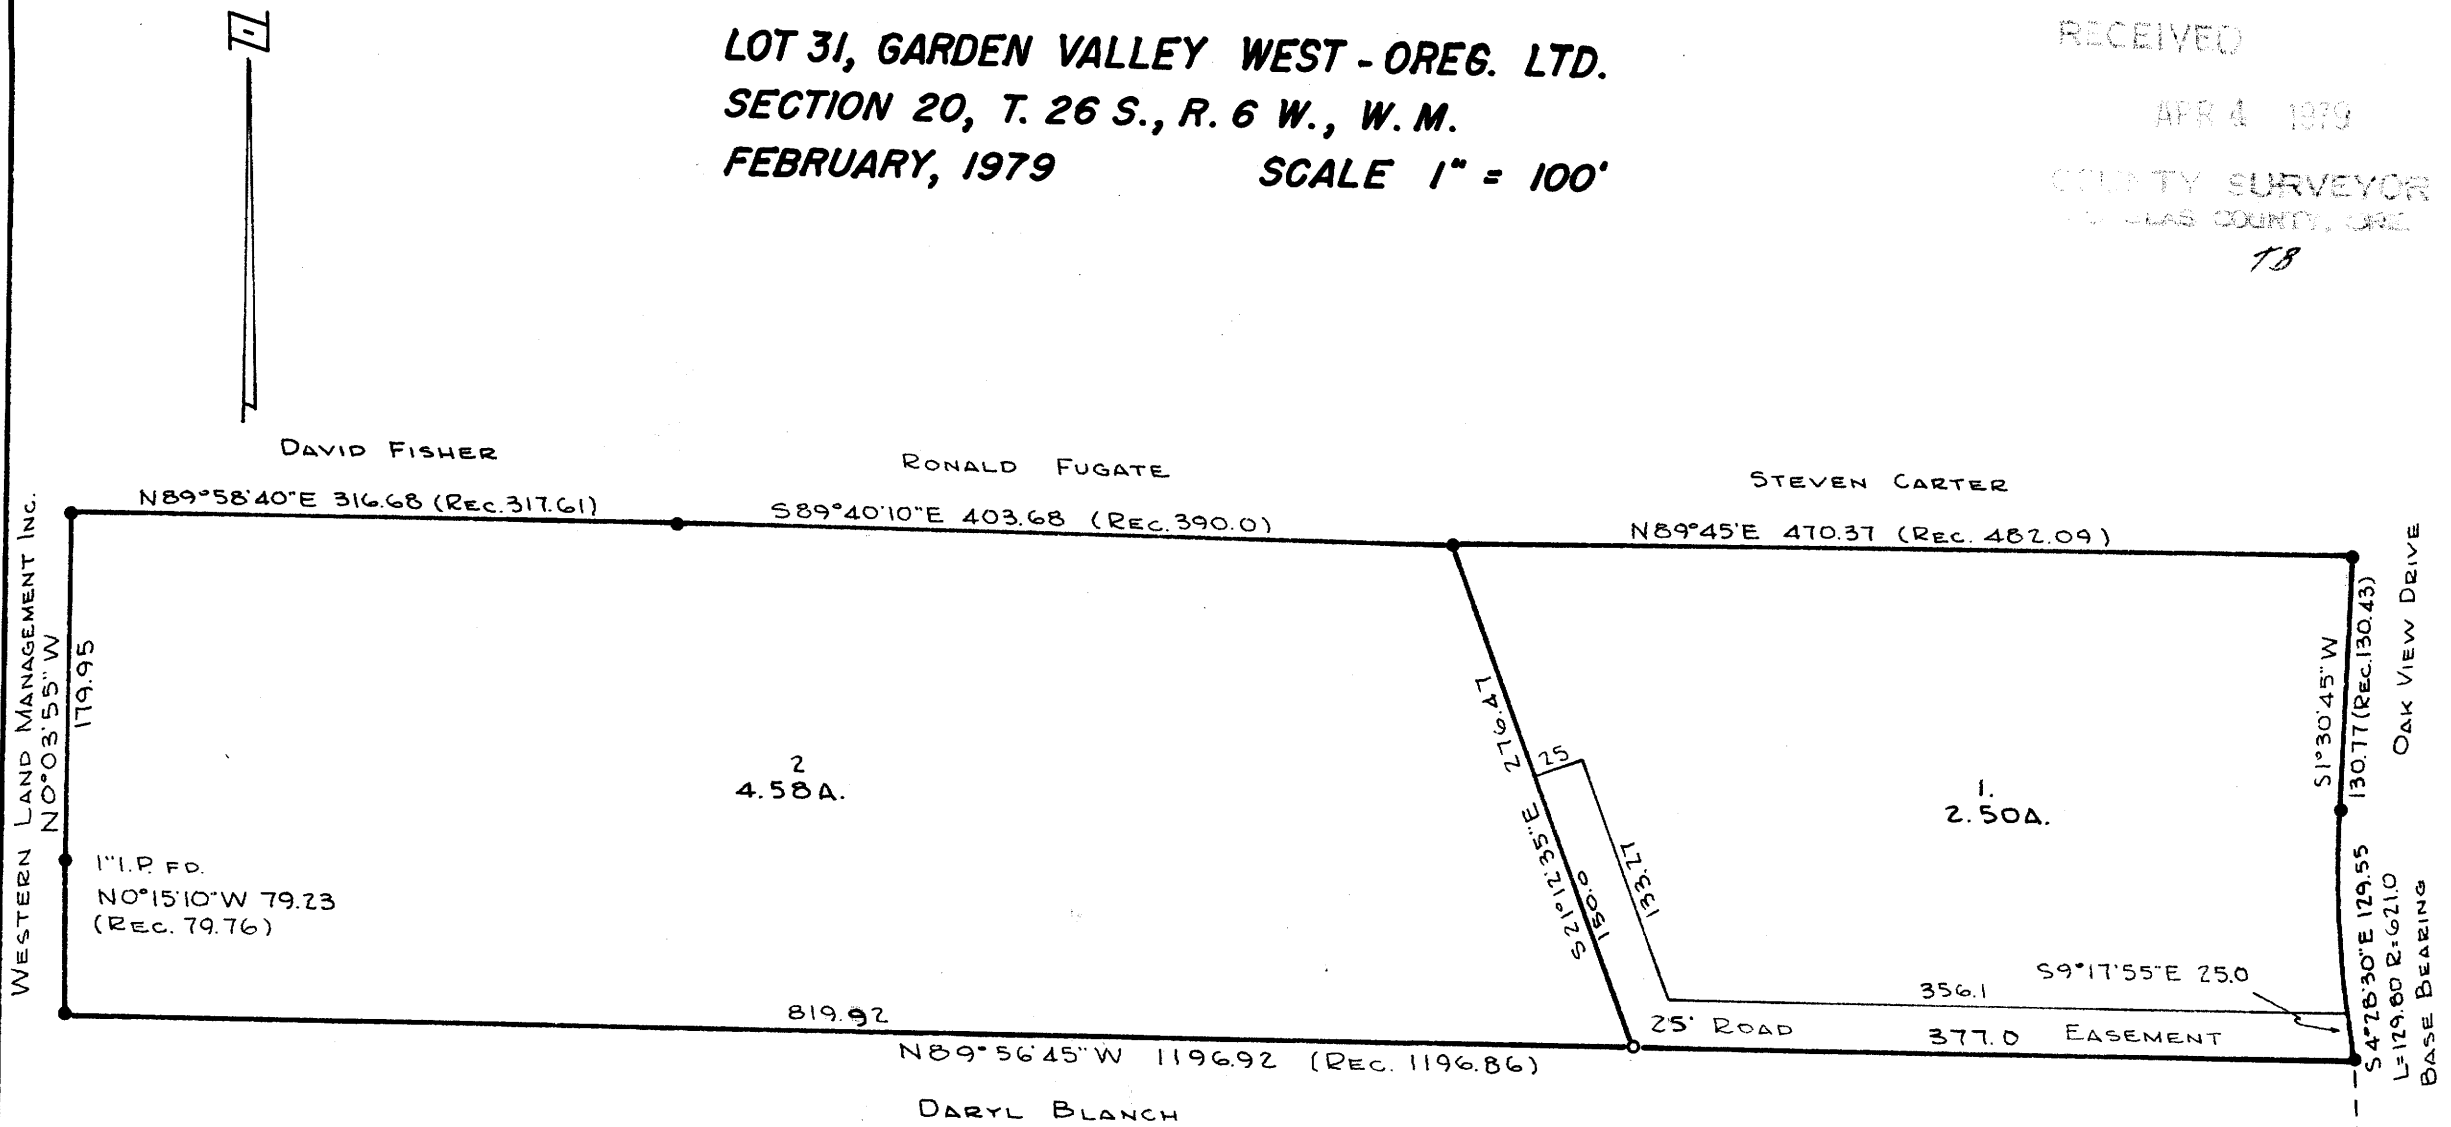 LOT 31, GARDEN VALLEY WEST - OREG. LTD.
SECTION 20, T. 26 S., R. 6 W., W. M.
FEBRUARY, 1979 SCALE 1" = 100'
RECEIVED
APR 4 1979
COUNTY SURVEYOR
COUNTY, ORE.
TB
DAVID FISHER
RONALD FUGATE
STEVEN CARTER
N89°58'40"E 316.68 (REC. 317.61)
S89°40'10"E 403.68 (REC. 390.0)
N89°45'E 470.37 (REC. 482.09)
WESTERN LAND MANAGEMENT INC.
N0°03'55"W
179.95
1" I.P. FD.
N0°15'10"W 79.23
(REC. 79.76)
2
4.58A.
276.47
S21°12'35"E
150.0
25
133.27
1.
2.50A.
S1°30'45"W
130.77 (REC. 130.43)
OAK VIEW DRIVE
S4°28'30"E 129.55
L=129.80 R=621.0
BASE BEARING
S9°17'55"E 25.0
356.1
25' ROAD 377.0 EASEMENT
819.92
N89°56'45"W 1196.92 (REC. 1196.86)
DARYL BLANCH